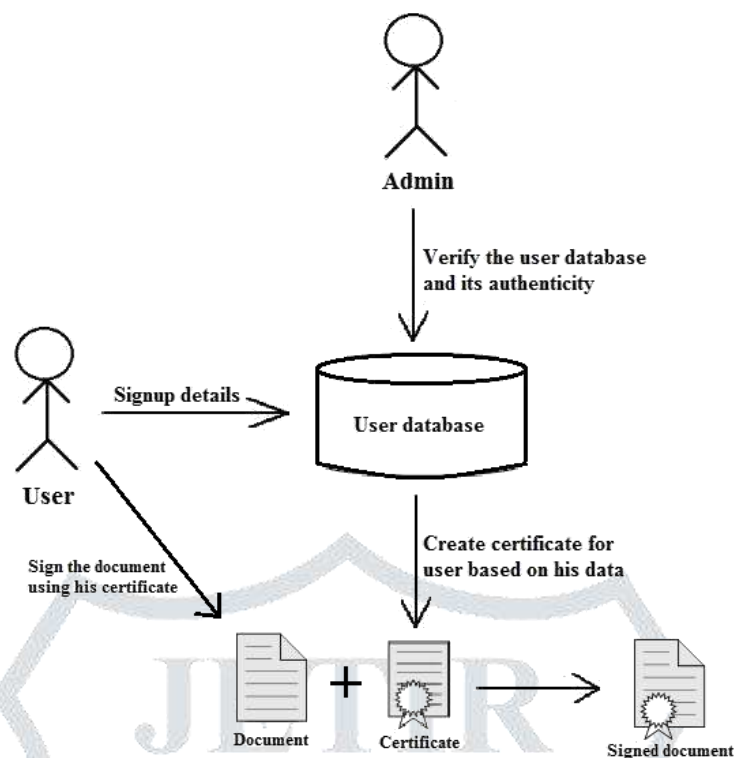 Admin
Verify the user database
and its authenticity
Signup details
User database
User
Create certificate for
user based on his data
Sign the document
using his certificate
JETIR
Document
+
Certificate
Signed document